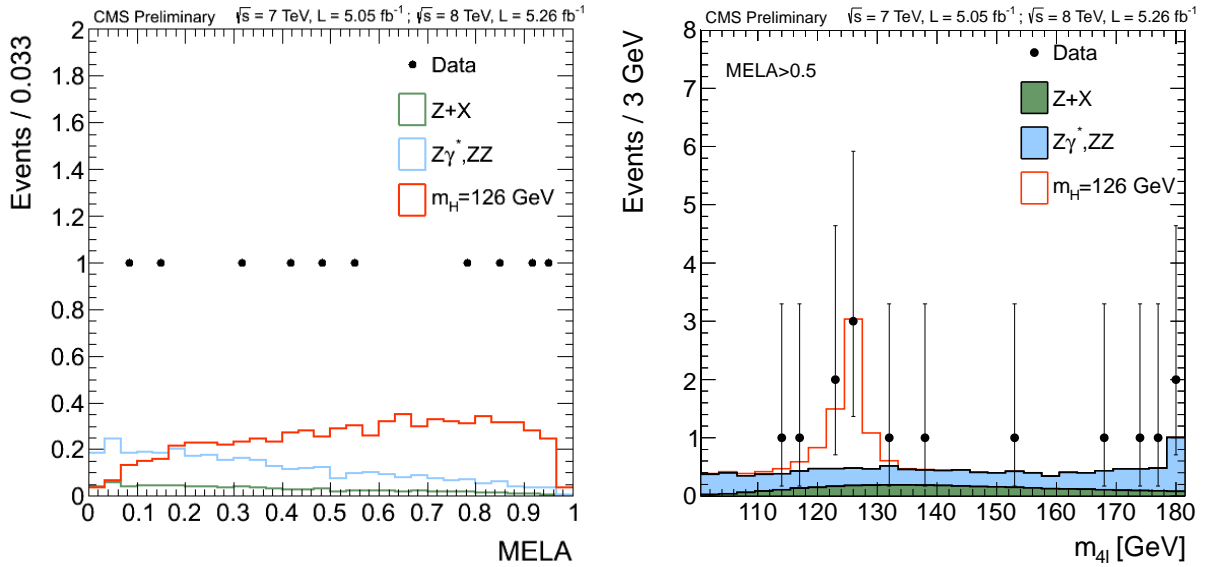 CMS Preliminary √s = 7 TeV, L = 5.05 fb⁻¹ ; √s = 8 TeV, L = 5.26 fb⁻¹
Events / 0.033
2
1.8
1.6
1.4
1.2
1
0.8
0.6
0.4
0.2
0
Data
Z+X
Zγ*,ZZ
m_H=126 GeV
0 0.1 0.2 0.3 0.4 0.5 0.6 0.7 0.8 0.9 1
MELA
CMS Preliminary √s = 7 TeV, L = 5.05 fb⁻¹ ; √s = 8 TeV, L = 5.26 fb⁻¹
Events / 3 GeV
8
7
6
5
4
3
2
1
0
MELA>0.5
Data
Z+X
Zγ*,ZZ
m_H=126 GeV
110 120 130 140 150 160 170 180
m_4l [GeV]